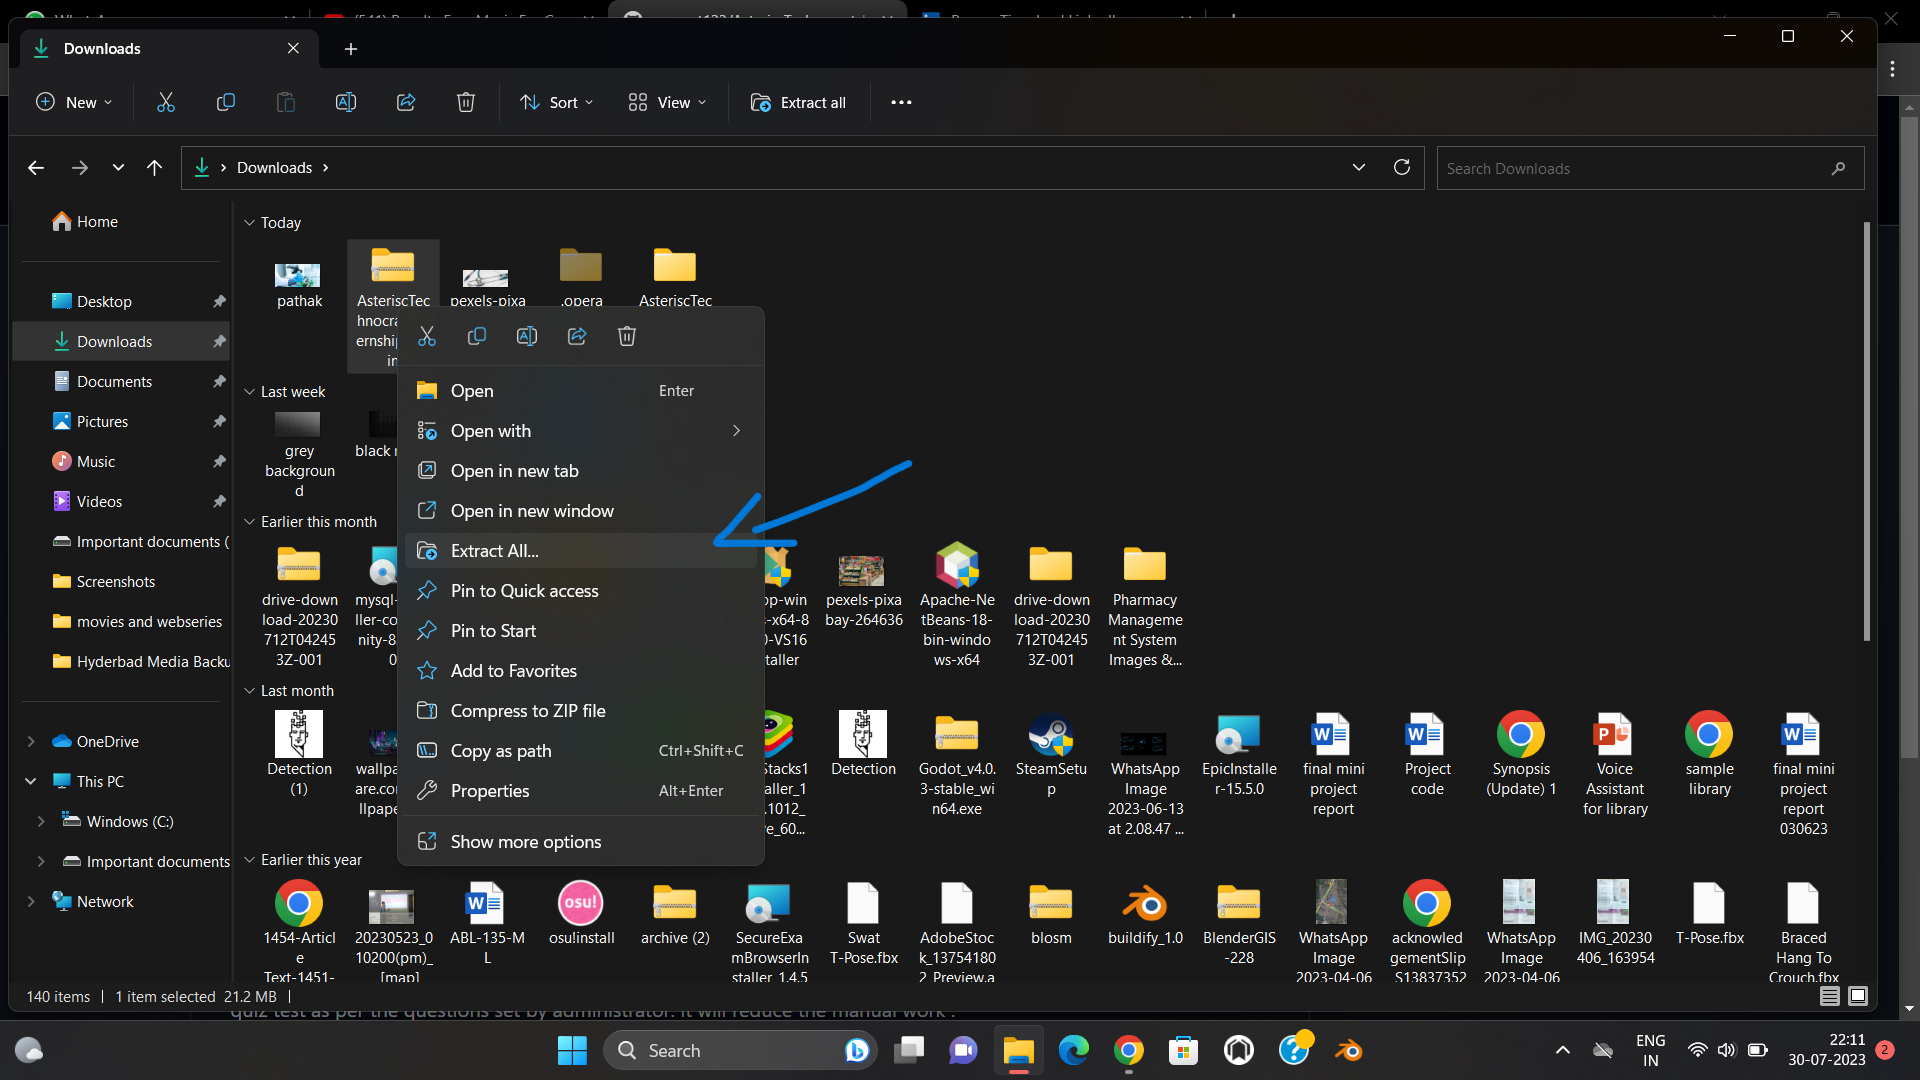 Downloads
New
Sort
View
Extract all
Downloads
Search Downloads
Home
Desktop
Downloads
Documents
Pictures
Music
Videos
Important documents (
Screenshots
movies and webseries
Hyderbad Media Backu
OneDrive
This PC
Windows (C:)
Important documents
Network
Today
pathak
AsteriscTec
hnocra
ernship
in
pexels-pixa
.opera
AsteriscTec
Last week
grey
backgroun
d
black
Earlier this month
drive-down
load-20230
712T04245
3Z-001
mysql-
ller-co
nity-8
0
op-win
-x64-8
0-VS16
taller
pexels-pixa
bay-264636
Apache-Ne
tBeans-18-
bin-windo
ws-x64
drive-down
load-20230
712T04245
3Z-001
Pharmacy
Manageme
nt System
Images &...
Last month
Detection
(1)
wallpa
are.co
llpape
Stacks1
aller_1
.1012_
ve_60...
Detection
Godot_v4.0.
3-stable_wi
n64.exe
SteamSetu
p
WhatsApp
Image
2023-06-13
at 2.08.47 ...
EpicInstalle
r-15.5.0
final mini
project
report
Project
code
Synopsis
(Update) 1
Voice
Assistant
for library
sample
library
final mini
project
report
030623
Earlier this year
1454-Articl
e
Text-1451-
20230523_0
10200(pm)_
[map]
ABL-135-M
L
osu!
osu!install
archive (2)
SecureExa
mBrowserIn
staller_1.4.5
Swat
T-Pose.fbx
AdobeStoc
k_13754180
2_Preview.a
blosm
buildify_1.0
BlenderGIS
-228
WhatsApp
Image
2023-04-06
acknowled
gementSlip
S13837352
WhatsApp
Image
2023-04-06
IMG_20230
406_163954
T-Pose.fbx
Braced
Hang To
Crouch.fbx
Open Enter
Open with
Open in new tab
Open in new window
Extract All...
Pin to Quick access
Pin to Start
Add to Favorites
Compress to ZIP file
Copy as path Ctrl+Shift+C
Properties Alt+Enter
Show more options
140 items
1 item selected 21.2 MB
quiz test as per the questions set by administrator. It will reduce the manual work .
Search
ENG
IN
22:11
30-07-2023
2